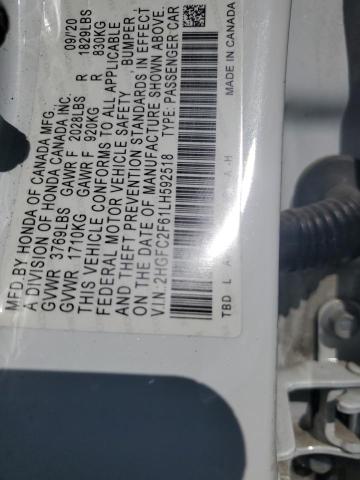 MFD.BY HONDA OF CANADA MFG. 09/20
A DIVISION OF HONDA CANADA INC.
GVWR 3769LBS GAWR F 2028LBS R 1829LBS
GVWR 1710KG GAWR F 920KG R 830KG
THIS VEHICLE CONFORMS TO ALL APPLICABLE
FEDERAL MOTOR VEHICLE SAFETY, BUMPER,
AND THEFT PREVENTION STANDARDS IN EFFECT
ON THE DATE OF MANUFACTURE SHOWN ABOVE.
V.I.N.:2HGFC2F61LH592518 TYPE: PASSENGER CAR
TBD L A A -H MADE IN CANADA